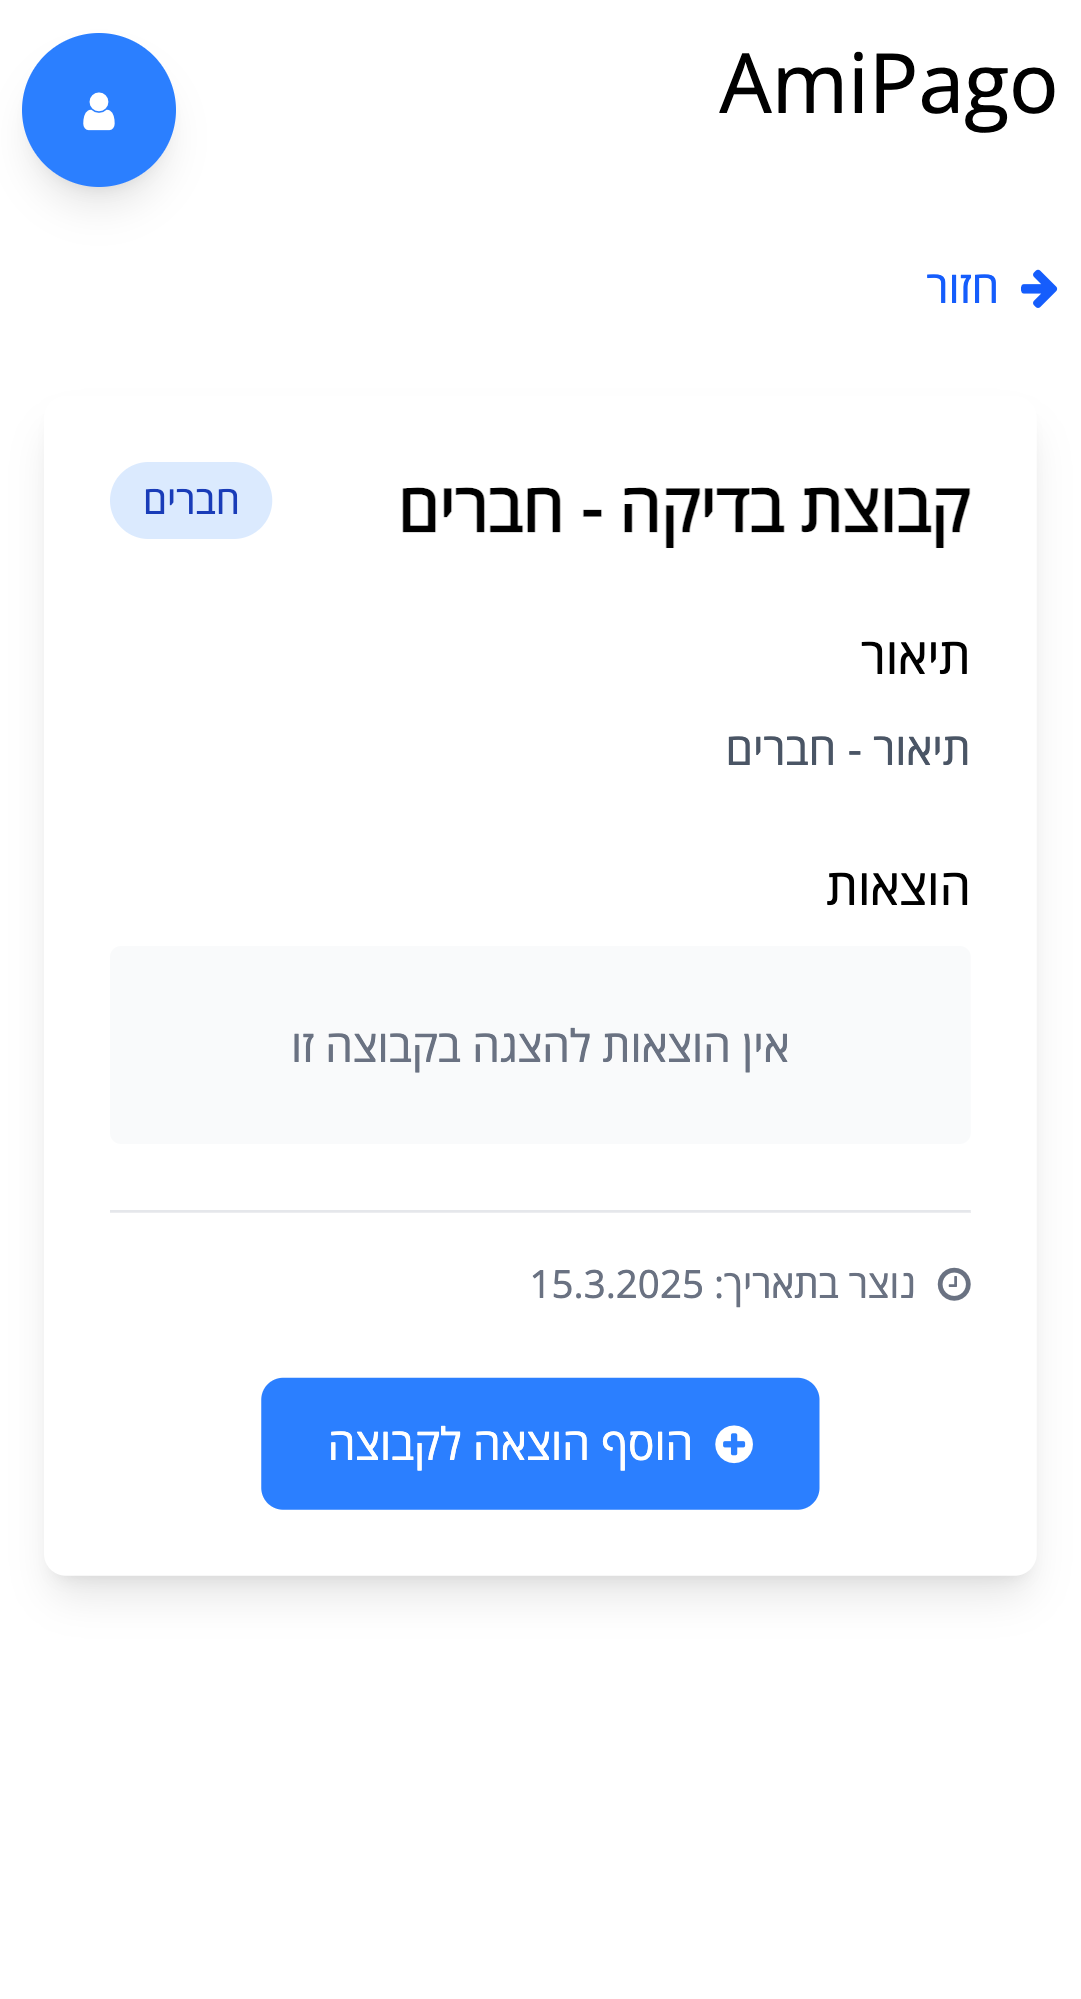 AmiPago
חזור
קבוצת בדיקה - חברים
חברים
תיאור
תיאור - חברים
הוצאות
אין הוצאות להצגה בקבוצה זו
נוצר בתאריך: 15.3.2025
הוסף הוצאה לקבוצה